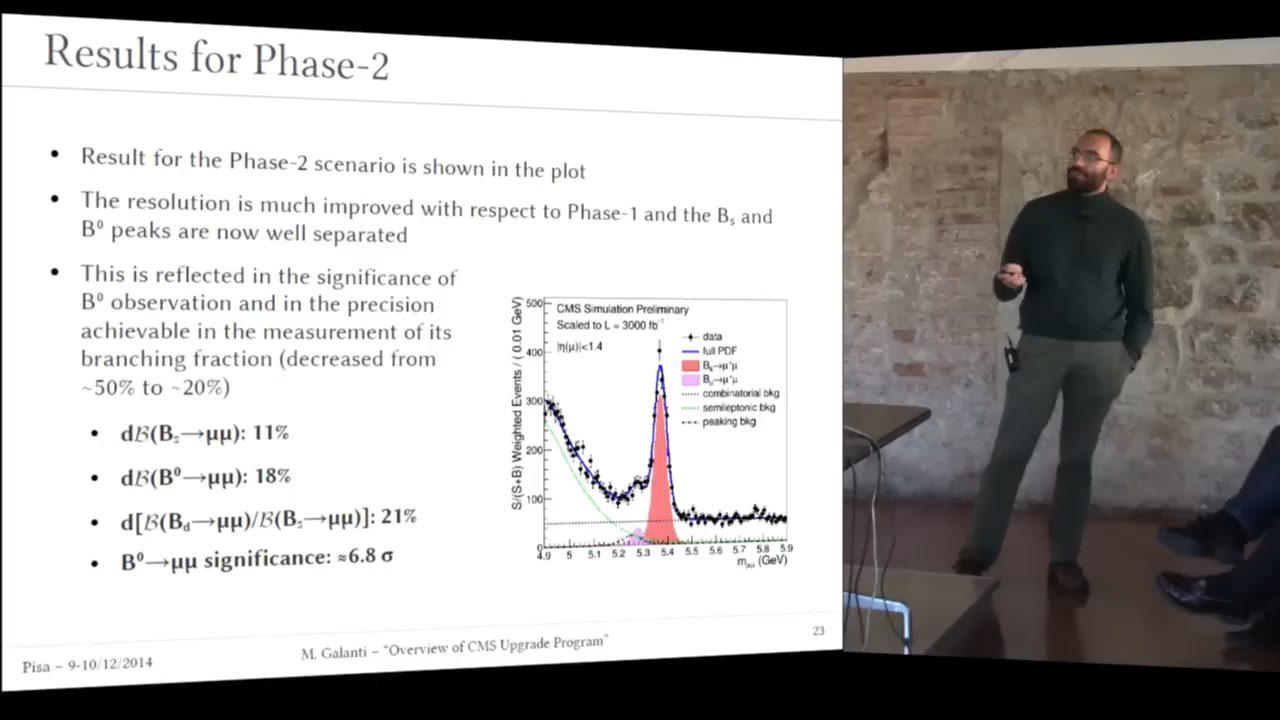 Results for Phase-2
• Result for the Phase-2 scenario is shown in the plot
• The resolution is much improved with respect to Phase-1 and the Bs and
B⁰ peaks are now well separated
• This is reflected in the significance of
B⁰ observation and in the precision
achievable in the measurement of its
branching fraction (decreased from
~50% to ~20%)
• dℬ(Bs→μμ): 11%
• dℬ(B⁰→μμ): 18%
• d[ℬ(Bd→μμ)/ℬ(Bs→μμ)]: 21%
• B⁰→μμ significance: ≈6.8 σ
CMS Simulation Preliminary
Scaled to L = 3000 fb⁻¹
|η(μ)|<1.4
data
full PDF
Bs→μ⁺μ⁻
B0→μ⁺μ⁻
combinatorial bkg
semileptonic bkg
peaking bkg
S/(S+B) Weighted Events / ( 0.01 GeV)
500
400
300
200
100
0
4.9 5 5.1 5.2 5.3 5.4 5.5 5.6 5.7 5.8 5.9
mμμ (GeV)
Pisa – 9-10/12/2014
M. Galanti – “Overview of CMS Upgrade Program”
23